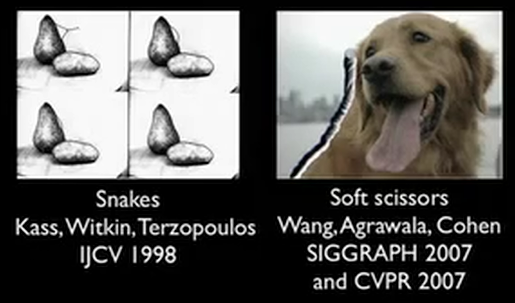 Snakes
Kass, Witkin, Terzopoulos
IJCV 1998
Soft scissors
Wang, Agrawala, Cohen
SIGGRAPH 2007
and CVPR 2007